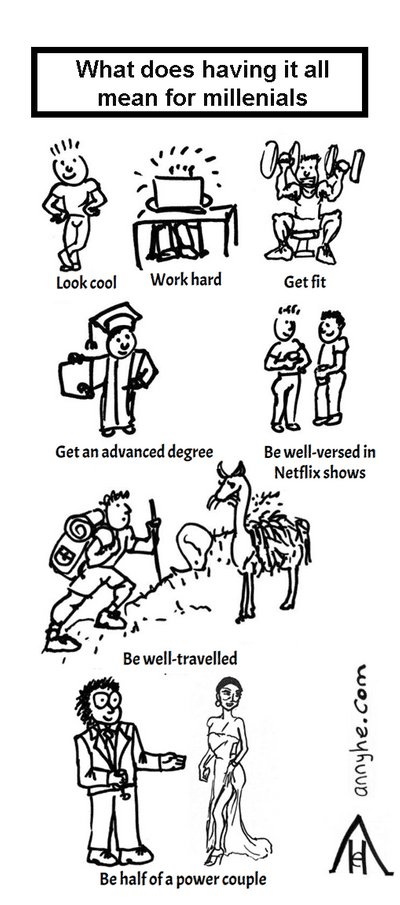 What does having it all
mean for millenials
Look cool
Work hard
Get fit
Get an advanced degree
Be well-versed in
Netflix shows
Be well-travelled
annyhe.com
Be half of a power couple